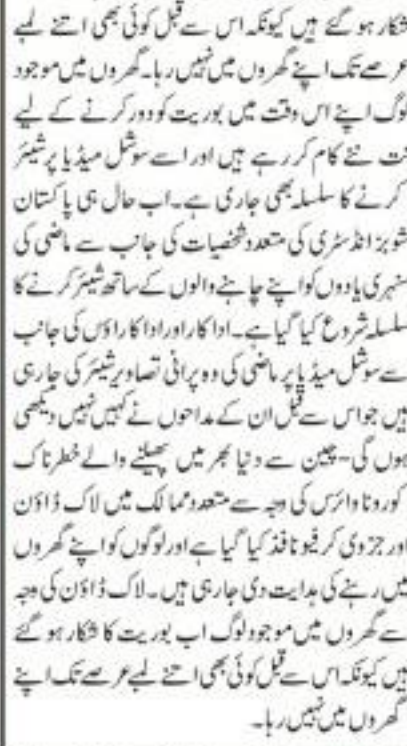 شکار ہو گئے ہیں کیونکہ اس سے قبل کوئی بھی اتنے لمبے
عرصے تک اپنے گھروں میں نہیں رہا۔ گھروں میں موجود
لوگ اپنے اس وقت میں بوریت کو دور کرنے کے لیے
نت نئے کام کر رہے ہیں اور اسے سوشل میڈیا پر شیئر
کرنے کا سلسلہ بھی جاری ہے۔ اب حال ہی پاکستان
شوبز انڈسٹری کی متعدد شخصیات کی جانب سے ماضی کی
سنہری یادوں کو اپنے چاہنے والوں کے ساتھ شیئر کرنے کا
سلسلہ شروع کیا گیا ہے۔ اداکار اور اداکاراؤں کی جانب
سے سوشل میڈیا پر ماضی کی وہ پرانی تصاویر شیئر کی جارہی
ہیں جو اس سے قبل ان کے مداحوں نے کہیں نہیں دیکھی
ہوں گی۔ چین سے دنیا بھر میں پھیلنے والے خطرناک
کورونا وائرس کی وجہ سے متعدد ممالک میں لاک ڈاؤن
اور جزوی کرفیو نافذ کیا گیا ہے اور لوگوں کو اپنے گھروں
میں رہنے کی ہدایت دی جارہی ہیں۔ لاک ڈاؤن کی وجہ
سے گھروں میں موجود لوگ اب بوریت کا شکار ہو گئے
ہیں کیونکہ اس سے قبل کوئی بھی اتنے لمبے عرصے تک اپنے
گھروں میں نہیں رہا۔